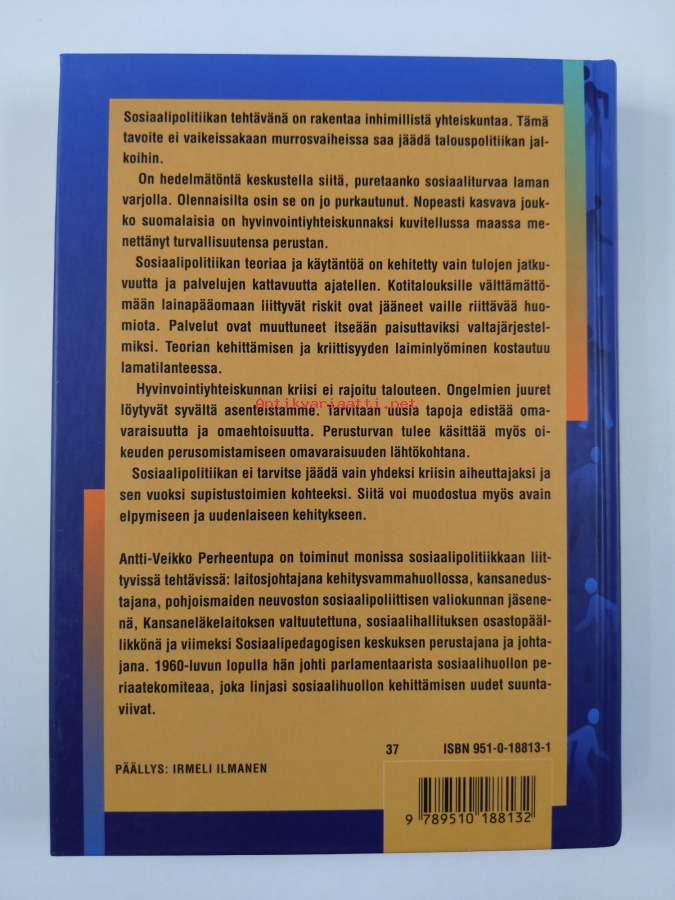 Sosiaalipolitiikan tehtävänä on rakentaa inhimillistä yhteiskuntaa. Tämä
tavoite ei vaikeissakaan murrosvaiheissa saa jäädä talouspolitiikan jal-
koihin.
On hedelmätöntä keskustella siitä, puretaanko sosiaaliturvaa laman
varjolla. Olennaisilta osin se on jo purkautunut. Nopeasti kasvava jouk-
ko suomalaisia on hyvinvointiyhteiskunnaksi kuvitellussa maassa me-
nettänyt turvallisuutensa perustan.
Sosiaalipolitiikan teoriaa ja käytäntöä on kehitetty vain tulojen jatku-
vuutta ja palvelujen kattavuutta ajatellen. Kotitalouksille välttämättö-
mään lainapääomaan liittyvät riskit ovat jääneet vaille riittävää huo-
miota. Palvelut ovat muuttuneet itseään paisuttaviksi valtajärjestel-
miksi. Teorian kehittämisen ja kriittisyyden laiminlyöminen kostautuu
lamatilanteessa.
Hyvinvointiyhteiskunnan kriisi ei rajoitu talouteen. Ongelmien juuret
Antikvariaatti.net
löytyvät syvältä asenteistamme. Tarvitaan uusia tapoja edistää oma-
varaisuutta ja omaehtoisuutta. Perusturvan tulee käsittää myös oi-
keuden perusomistamiseen omavaraisuuden lähtökohtana.
Sosiaalipolitiikan ei tarvitse jäädä vain yhdeksi kriisin aiheuttajaksi ja
sen vuoksi supistustoimien kohteeksi. Siitä voi muodostua myös avain
elpymiseen ja uudenlaiseen kehitykseen.
Antti-Veikko Perheentupa on toiminut monissa sosiaalipolitiikkaan liit-
tyvissä tehtävissä: laitosjohtajana kehitysvammahuollossa, kansanedus-
tajana, pohjoismaiden neuvoston sosiaalipoliittisen valiokunnan jäsene-
nä, Kansaneläkelaitoksen valtuutettuna, sosiaalihallituksen osastopääl-
likkönä ja viimeksi Sosiaalipedagogisen keskuksen perustajana ja johta-
jana. 1960-luvun lopulla hän johti parlamentaarista sosiaalihuollon pe-
riaatekomiteaa, joka linjasi sosiaalihuollon kehittämisen uudet suunta-
viivat.
37 ISBN 951-0-18813-1
PÄÄLLYS: IRMELI ILMANEN
9 789510 188132